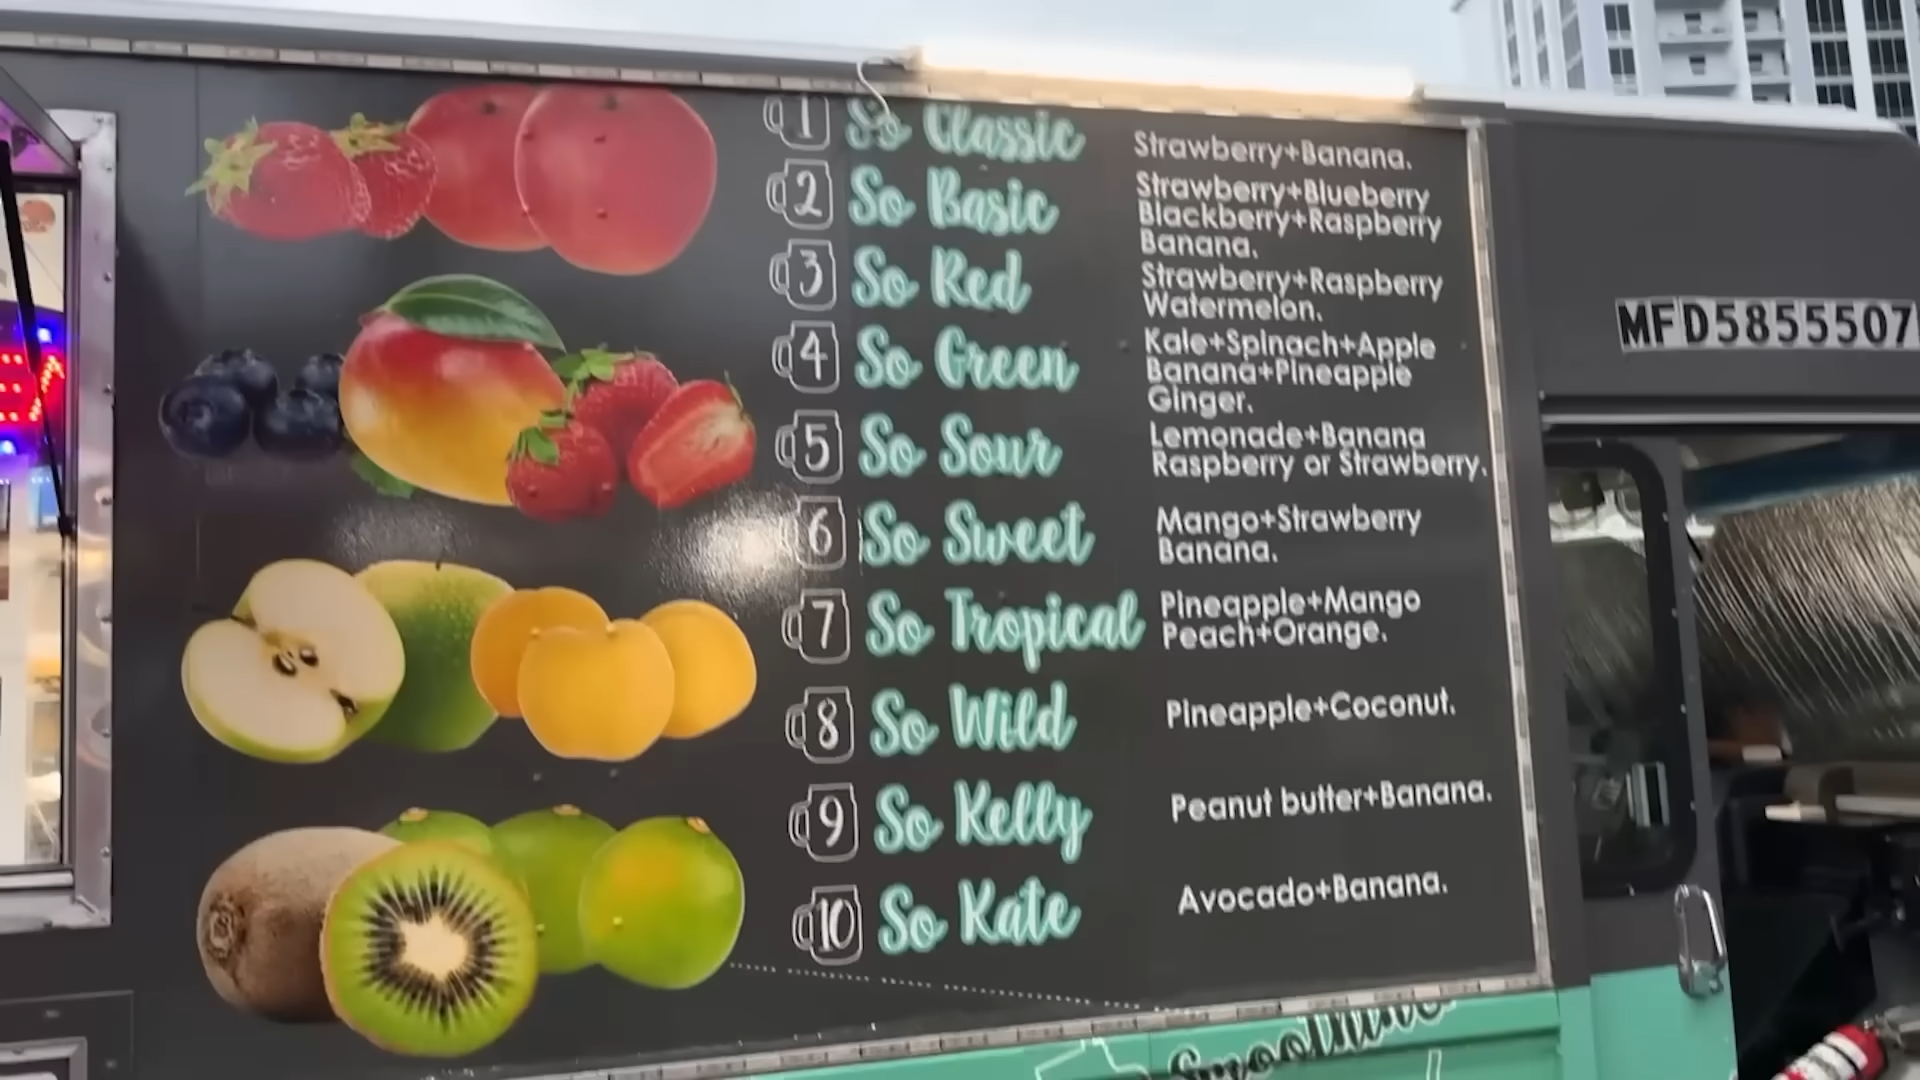 1 So Classic Strawberry+Banana.
2 So Basic Strawberry+Blueberry
Blackberry+Raspberry
Banana.
3 So Red Strawberry+Raspberry
Watermelon.
4 So Green Kale+Spinach+Apple
Banana+Pineapple
Ginger.
5 So Sour Lemonade+Banana
Raspberry or Strawberry.
6 So Sweet Mango+Strawberry
Banana.
7 So Tropical Pineapple+Mango
Peach+Orange.
8 So Wild Pineapple+Coconut.
9 So Kelly Peanut butter+Banana.
10 So Kate Avocado+Banana.
MFD5855507
Smoothie